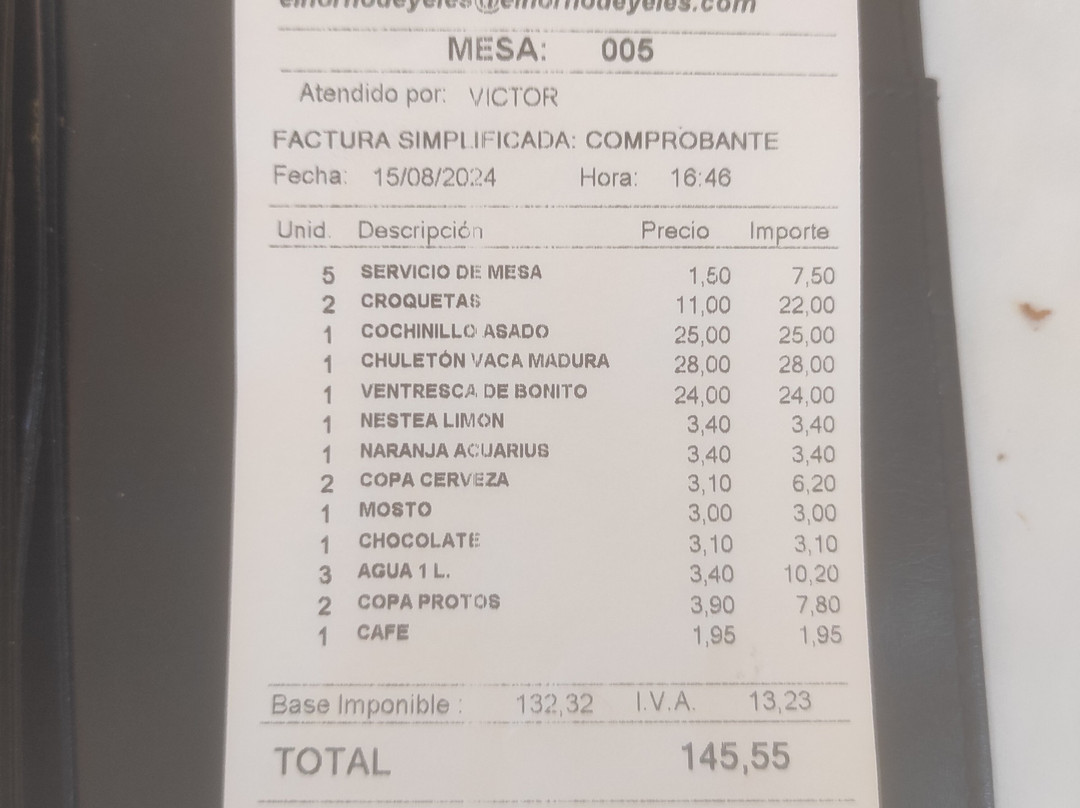 elhornodeyeles@elhornodeyeles.com
MESA: 005
Atendido por: VICTOR
FACTURA SIMPLIFICADA: COMPROBANTE
Fecha: 15/08/2024 Hora: 16:46
Unid. Descripción Precio Importe
5 SERVICIO DE MESA 1,50 7,50
2 CROQUETAS 11,00 22,00
1 COCHINILLO ASADO 25,00 25,00
1 CHULETÓN VACA MADURA 28,00 28,00
1 VENTRESCA DE BONITO 24,00 24,00
1 NESTEA LIMON 3,40 3,40
1 NARANJA ACUARIUS 3,40 3,40
2 COPA CERVEZA 3,10 6,20
1 MOSTO 3,00 3,00
1 CHOCOLATE 3,10 3,10
3 AGUA 1 L. 3,40 10,20
2 COPA PROTOS 3,90 7,80
1 CAFE 1,95 1,95
Base Imponible : 132,32 I.V.A. 13,23
TOTAL 145,55